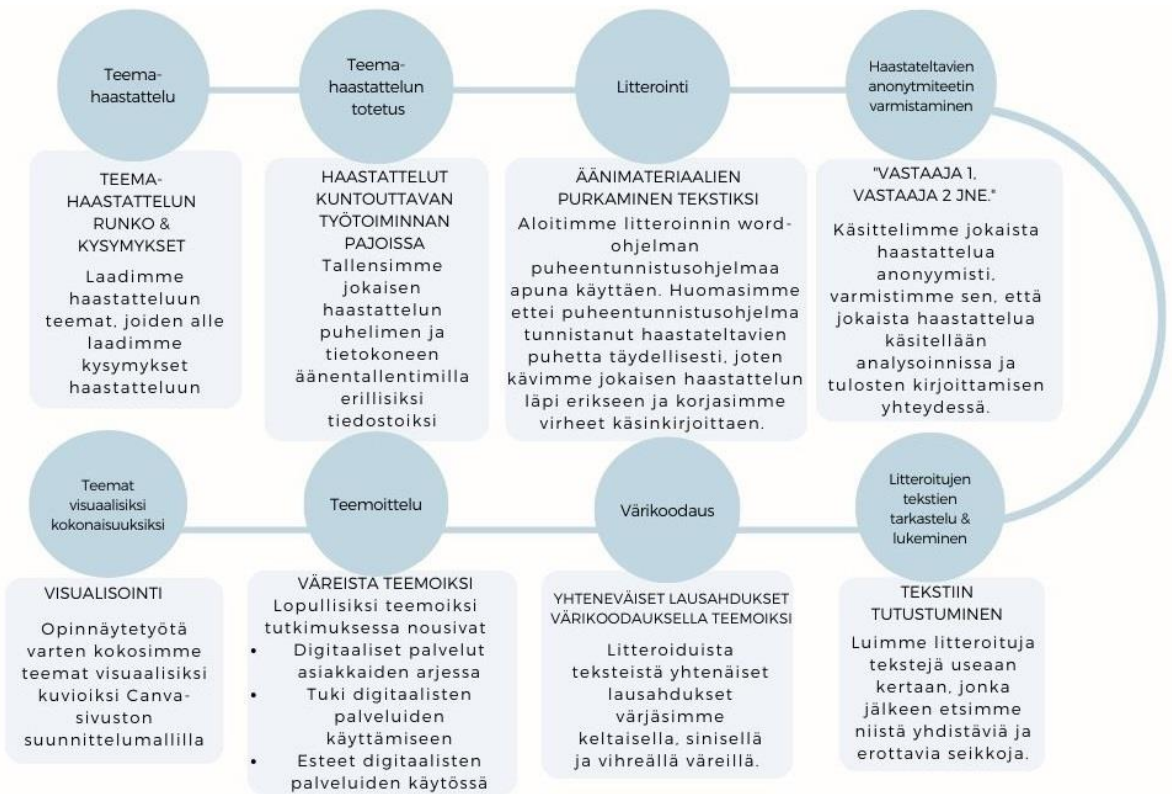 Teema-
haastattelu
TEEMA-
HAASTATTELUN
RUNKO &
KYSYMYKSET
Laadimme
haastatteluun
teemat, joiden alle
laadimme
kysymykset
haastatteluun
Teema-
haastattelun
totetus
HAASTATTELUT
KUNTOUTTAVAN
TYÖTOIMINNAN
PAJOISSA
Tallensimme
jokaisen
haastattelun
puhelimen ja
tietokoneen
äänentallentimilla
erillisiksi
tiedostoiksi
Litterointi
ÄÄNIMATERIAALIEN
PURKAMINEN TEKSTIKSI
Aloitimme litteroinnin word-
ohjelman
puheentunnistusohjelmaa
apuna käyttäen. Huomasimme
ettei puheentunnistusohjelma
tunnistanut haastateltavien
puhetta täydellisesti, joten
kävimme jokaisen haastattelun
läpi erikseen ja korjasimme
virheet käsinkirjoittaen.
Haastateltavien
anonytmiteetin
varmistaminen
"VASTAAJA 1,
VASTAAJA 2 JNE."
Käsittelimme jokaista
haastattelua
anonyymisti,
varmistimme sen, että
jokaista haastattelua
käsitellään
analysoinnissa ja
tulosten kirjoittamisen
yhteydessä.
Litteroitujen
tekstien
tarkastelu &
lukeminen
TEKSTIIN
TUTUSTUMINEN
Luimme litteroituja
tekstejä useaan
kertaan, jonka
jälkeen etsimme
niistä yhdistäviä ja
erottavia seikkoja.
Värikoodaus
YHTENEVÄISET LAUSAHDUKSET
VÄRIKOODAUKSELLA TEEMOIKSI
Litteroiduista
teksteistä yhtenäiset
lausahdukset
värjäsimme
keltaisella, sinisellä
ja vihreällä väreillä.
Teemoittelu
VÄREISTA TEEMOIKSI
Lopullisiksi teemoiksi
tutkimuksessa nousivat
• Digitaaliset palvelut
asiakkaiden arjessa
• Tuki digitaalisten
palveluiden
käyttämiseen
• Esteet digitaalisten
palveluiden käytössä
Teemat
visuaalisiksi
kokonaisuuksiksi
VISUALISOINTI
Opinnäytetyötä
varten kokosimme
teemat visuaalisiksi
kuvioiksi Canva-
sivuston
suunnittelumallilla